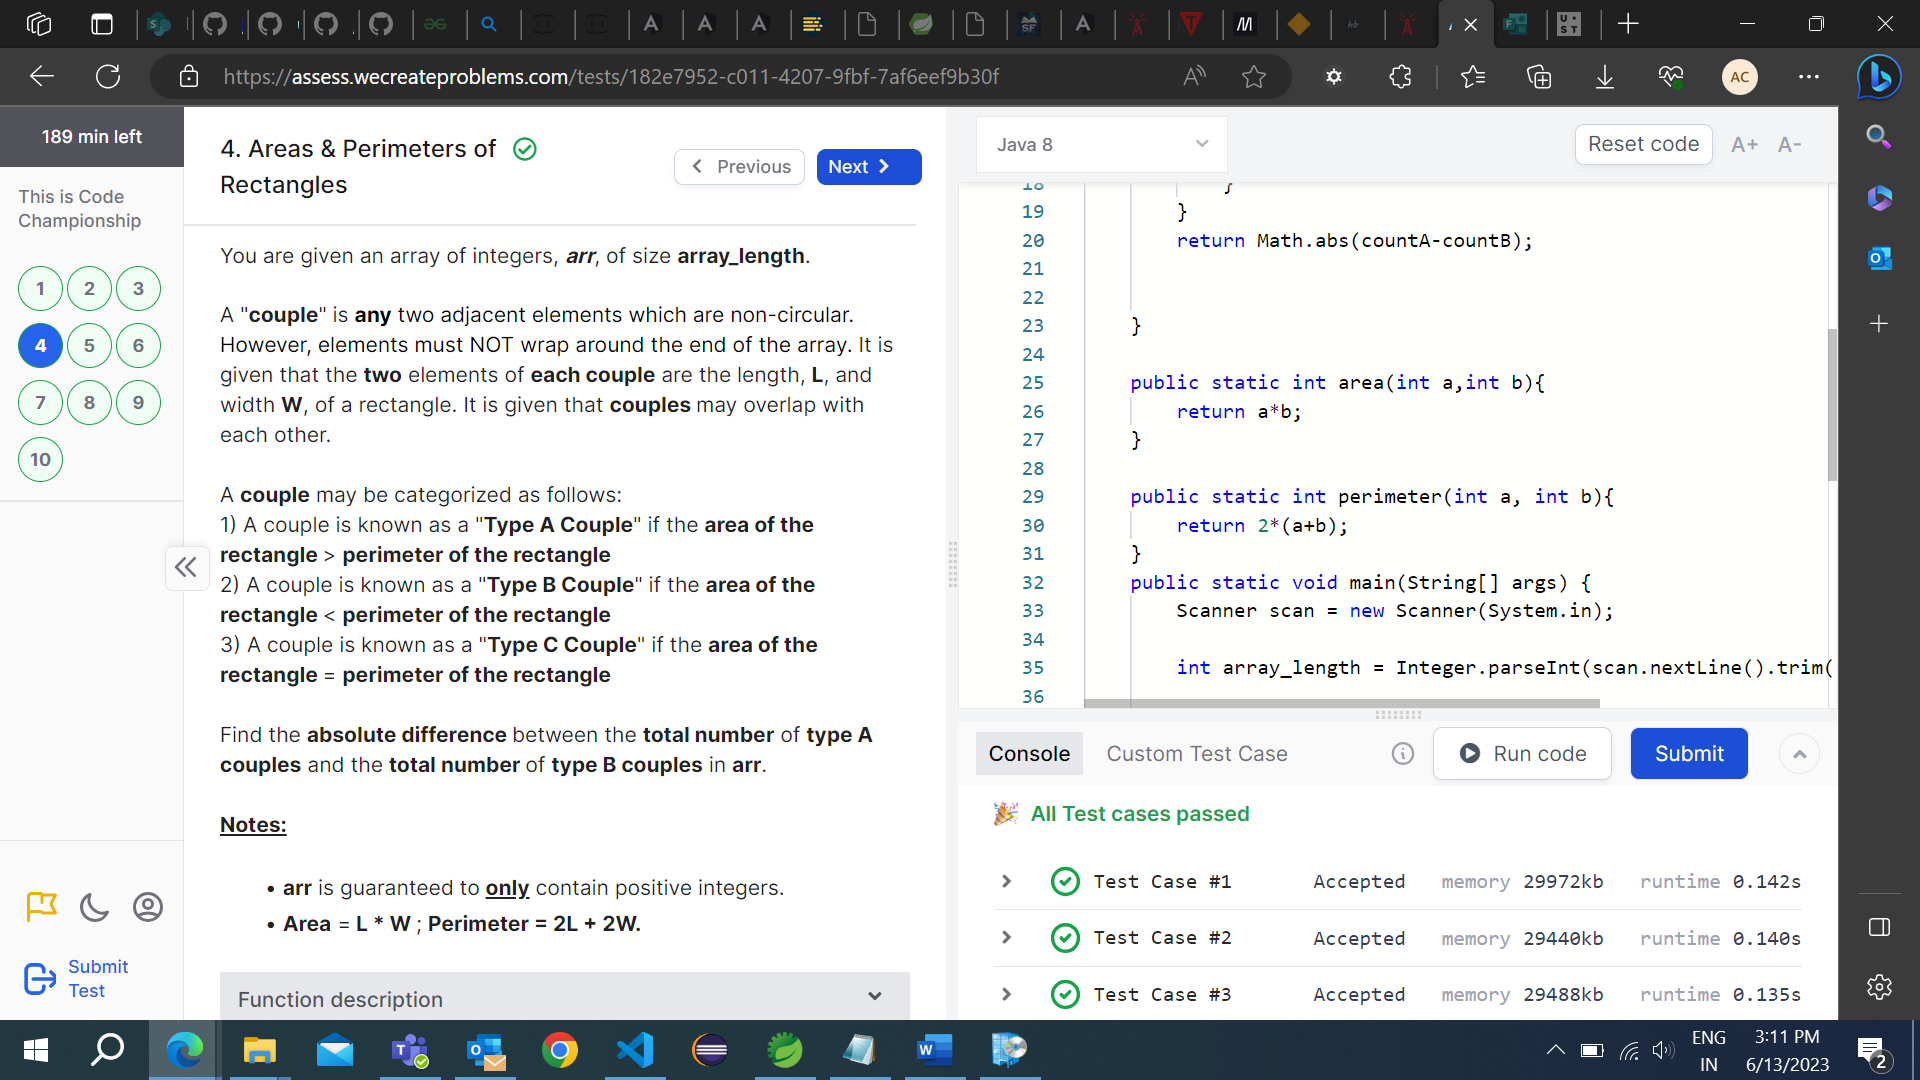 https://assess.wecreateproblems.com/tests/182e7952-c011-4207-9fbf-7af6eef9b30f
AC
189 min left
This is Code
Championship
1 2 3
4 5 6
7 8 9
10
Submit
Test
4. Areas & Perimeters of
Rectangles
Previous
Next
You are given an array of integers, arr, of size array_length.
A "couple" is any two adjacent elements which are non-circular.
However, elements must NOT wrap around the end of the array. It is
given that the two elements of each couple are the length, L, and
width W, of a rectangle. It is given that couples may overlap with
each other.
A couple may be categorized as follows:
1) A couple is known as a "Type A Couple" if the area of the
rectangle > perimeter of the rectangle
2) A couple is known as a "Type B Couple" if the area of the
rectangle < perimeter of the rectangle
3) A couple is known as a "Type C Couple" if the area of the
rectangle = perimeter of the rectangle
Find the absolute difference between the total number of type A
couples and the total number of type B couples in arr.
Notes:
• arr is guaranteed to only contain positive integers.
• Area = L * W ; Perimeter = 2L + 2W.
Function description
Java 8
Reset code
A+ A-
18 }
19 }
20 return Math.abs(countA-countB);
21
22
23 }
24
25 public static int area(int a,int b){
26 return a*b;
27 }
28
29 public static int perimeter(int a, int b){
30 return 2*(a+b);
31 }
32 public static void main(String[] args) {
33 Scanner scan = new Scanner(System.in);
34
35 int array_length = Integer.parseInt(scan.nextLine().trim(
36
Console
Custom Test Case
Run code
Submit
All Test cases passed
Test Case #1 Accepted memory 29972kb runtime 0.142s
Test Case #2 Accepted memory 29440kb runtime 0.140s
Test Case #3 Accepted memory 29488kb runtime 0.135s
ENG
IN
3:11 PM
6/13/2023
2